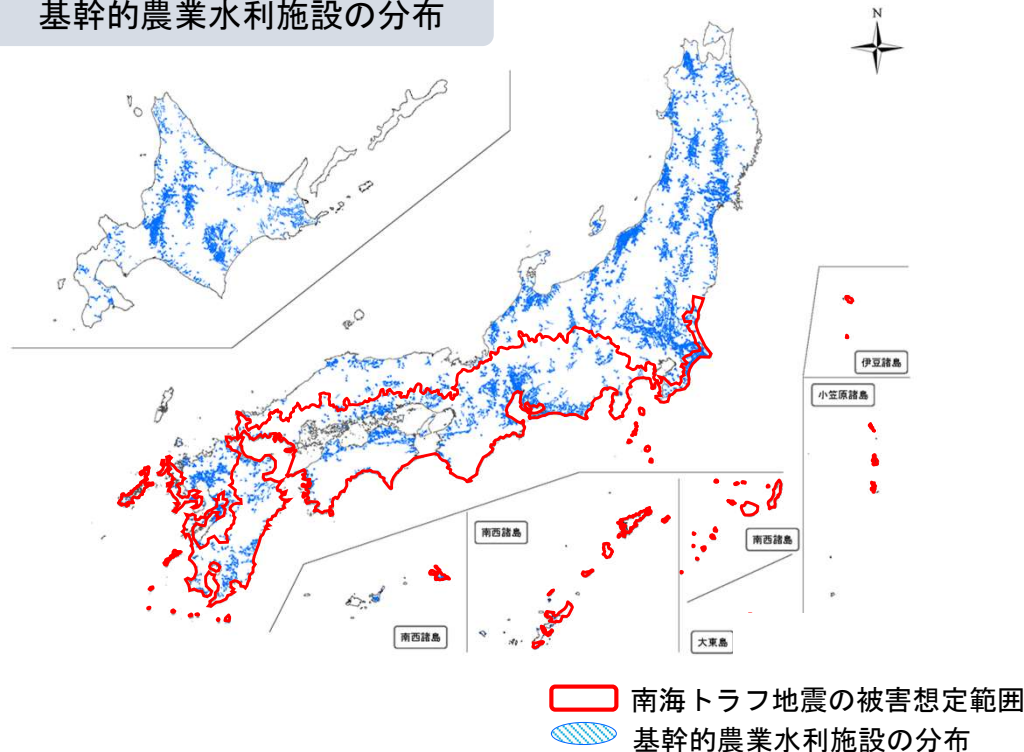 基幹的農業水利施設の分布
N
伊豆諸島
小笠原諸島
南西諸島
南西諸島
南西諸島
大東島
南海トラフ地震の被害想定範囲
基幹的農業水利施設の分布